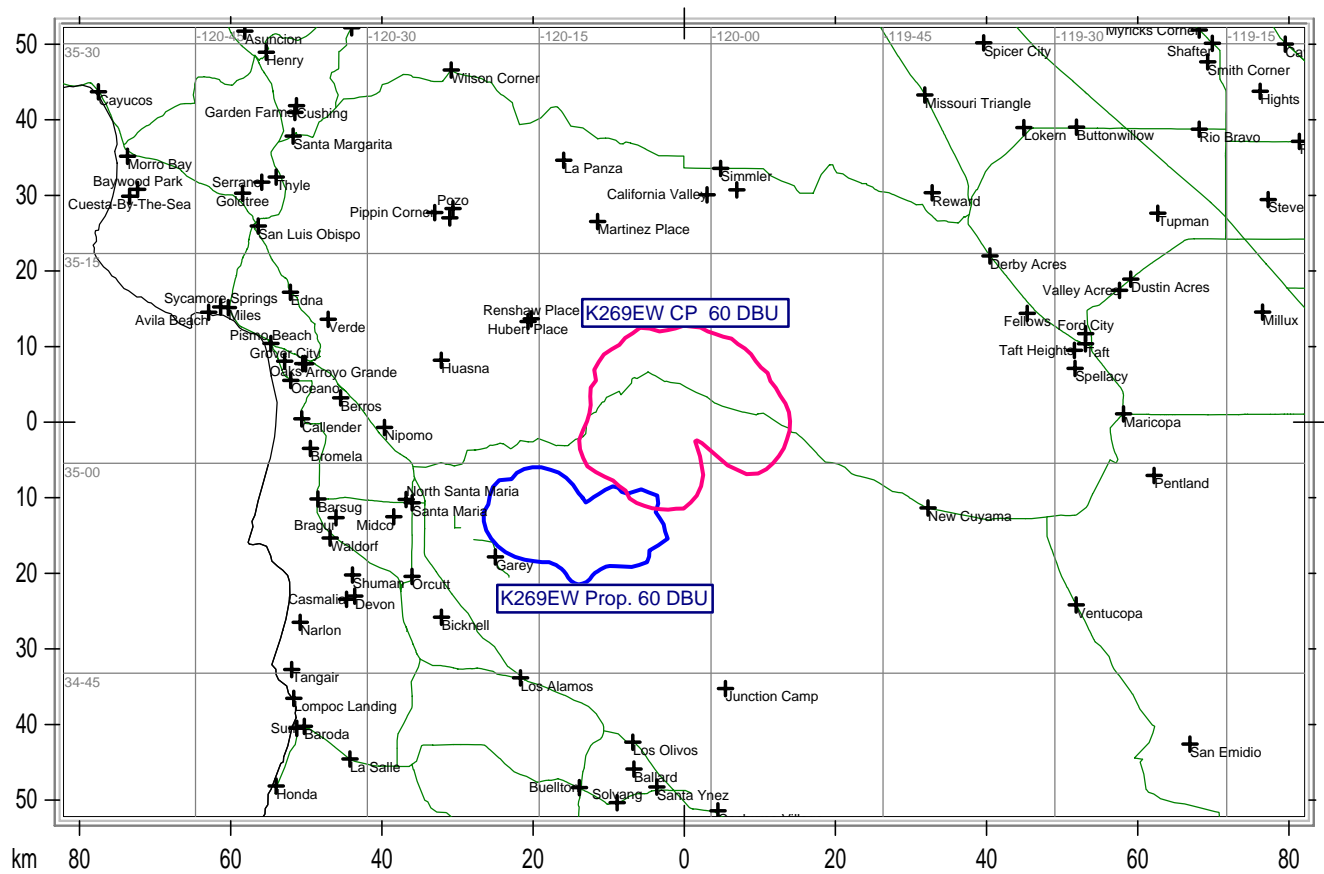 50
40
30
20
10
0
10
20
30
40
50
km
80
60
40
20
0
20
40
60
80
35-30
35-15
35-00
34-45
-120-45
-120-30
-120-15
-120-00
-119-45
-119-30
-119-15
Asuncion
Henry
Wilson Corner
Spicer City
Myricks Corner
Shafter
Smith Corner
Cayucos
Garden Farms
Cushing
Missouri Triangle
Hights
Santa Margarita
Lokern
Buttonwillow
Rio Bravo
Morro Bay
La Panza
Simmler
Baywood Park
Serrano
Thyle
Cuesta-By-The-Sea
Goldtree
Pozo
California Valley
Reward
Pippin Corner
Martinez Place
Tupman
Steve
San Luis Obispo
Derby Acres
Sycamore Springs
Edna
Valley Acres
Dustin Acres
Avila Beach
Miles
Verde
Renshaw Place
Hubert Place
K269EW CP 60 DBU
Fellows
Ford City
Millux
Pismo Beach
Grover City
Taft Heights
Taft
Oaks
Arroyo Grande
Huasna
Spellacy
Oceano
Berros
Callender
Nipomo
Maricopa
Bromela
Pentland
North Santa Maria
Barsug
Santa Maria
New Cuyama
Bragur
Midco
Waldorf
Garey
Shuman
Orcutt
Casmalia
Devon
K269EW Prop. 60 DBU
Ventucopa
Narlon
Bicknell
Tangair
Los Alamos
Junction Camp
Lompoc Landing
Surf
Baroda
Los Olivos
San Emidio
La Salle
Ballard
Honda
Buellton
Solvang
Santa Ynez